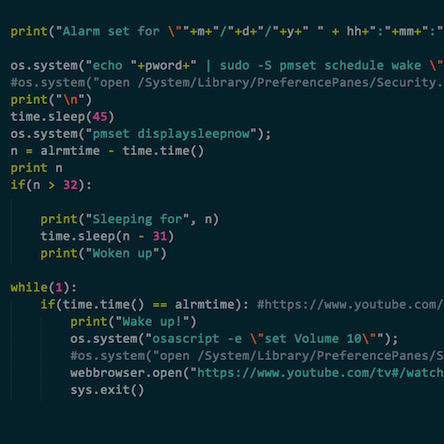 print("Alarm set for \""+m+"/"+d+"/"+y+" " + hh+":"+mm+":"
os.system("echo "+pword+" | sudo -S pmset schedule wake \"
#os.system("open /System/Library/PreferencePanes/Security.
print("\n")
time.sleep(45)
os.system("pmset displaysleepnow");
n = alrmtime - time.time()
print n
if(n > 32):
print("Sleeping for", n)
time.sleep(n - 31)
print("Woken up")
while(1):
if(time.time() == alrmtime): #https://www.youtube.com/
print("Wake up!")
os.system("osascript -e \"set Volume 10\"");
#os.system("open /System/Library/PreferencePanes/S
webbrowser.open("https://www.youtube.com/tv#/watch
sys.exit()